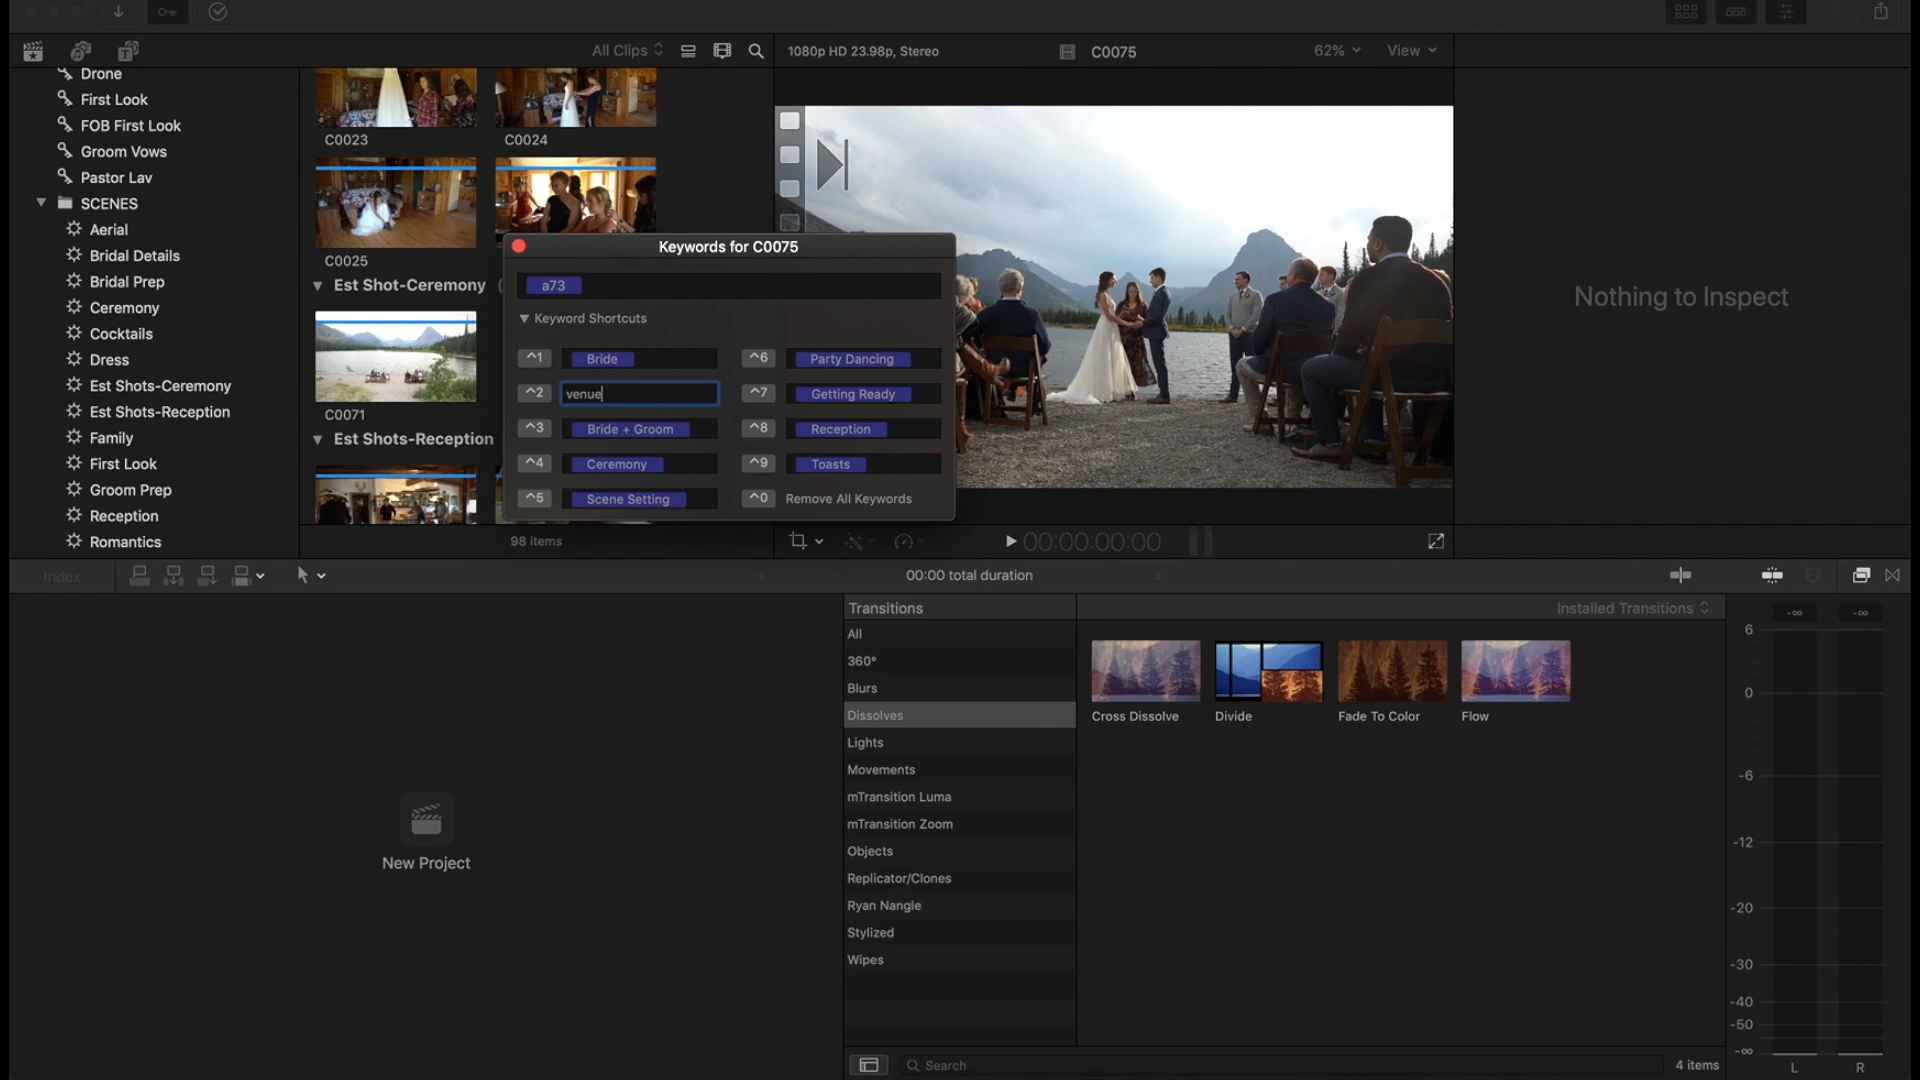 All Clips
1080p HD 23.98p, Stereo
C0075
62%
View
Drone
First Look
FOB First Look
Groom Vows
Pastor Lav
SCENES
Aerial
Bridal Details
Bridal Prep
Ceremony
Cocktails
Dress
Est Shots-Ceremony
Est Shots-Reception
Family
First Look
Groom Prep
Reception
Romantics
C0023
C0024
C0025
Est Shot-Ceremony
C0071
Est Shots-Reception
98 items
Keywords for C0075
a73
Keyword Shortcuts
^1 Bride
^2 venue
^3 Bride + Groom
^4 Ceremony
^5 Scene Setting
^6 Party Dancing
^7 Getting Ready
^8 Reception
^9 Toasts
^0 Remove All Keywords
Nothing to Inspect
00:00:00:00
Index
00:00 total duration
New Project
Transitions
Installed Transitions
All
360°
Blurs
Dissolves
Lights
Movements
mTransition Luma
mTransition Zoom
Objects
Replicator/Clones
Ryan Nangle
Stylized
Wipes
Cross Dissolve
Divide
Fade To Color
Flow
Search
4 items
-∞ -∞
6
0
-6
-12
-20
-30
-40
-50
-∞
L R